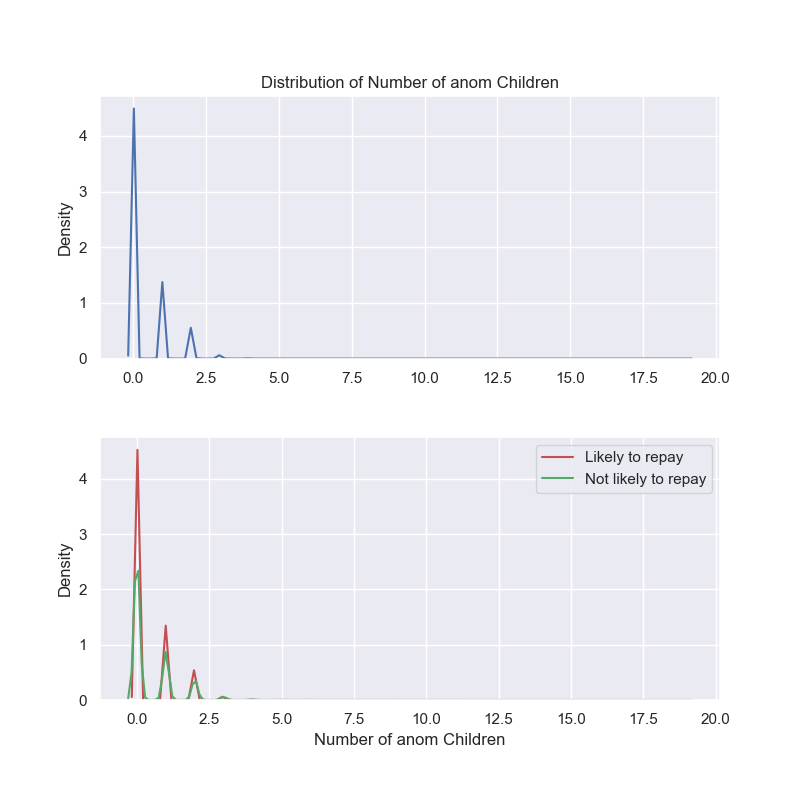 Distribution of Number of anom Children
Density
4
3
2
1
0
0.0 2.5 5.0 7.5 10.0 12.5 15.0 17.5 20.0
Likely to repay
Not likely to repay
Density
4
3
2
1
0
0.0 2.5 5.0 7.5 10.0 12.5 15.0 17.5 20.0
Number of anom Children